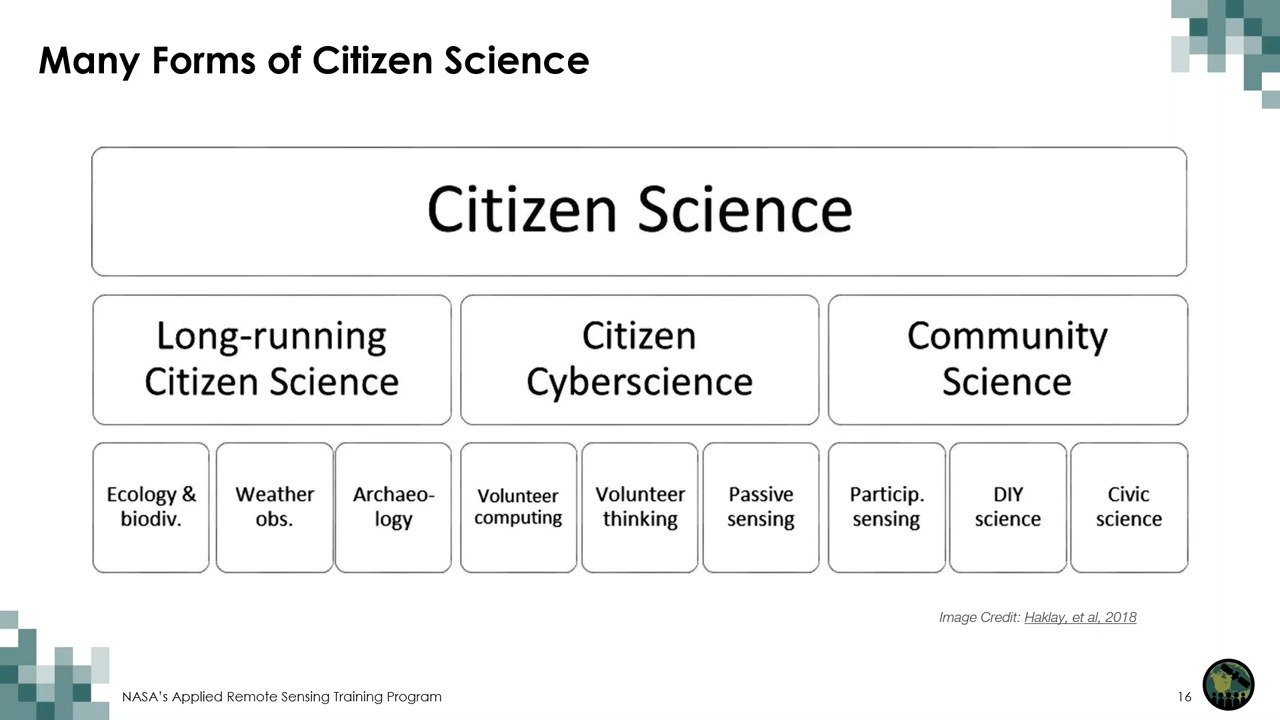 Many Forms of Citizen Science
Citizen Science
Long-running
Citizen Science
Citizen
Cyberscience
Community
Science
Ecology &
biodiv.
Weather
obs.
Archaeo-
logy
Volunteer
computing
Volunteer
thinking
Passive
sensing
Particip.
sensing
DIY
science
Civic
science
Image Credit: Haklay, et al, 2018
NASA's Applied Remote Sensing Training Program
16